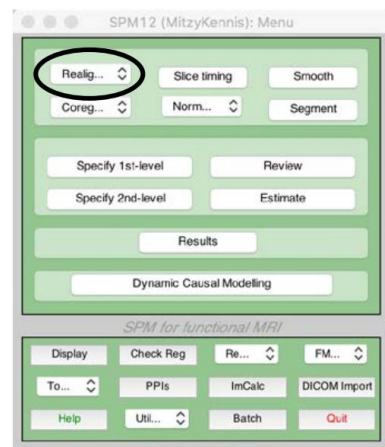 SPM12 (MitzyKennis): Menu
Realig... Slice timing Smooth
Coreg... Norm... Segment
Specify 1st-level Review
Specify 2nd-level Estimate
Results
Dynamic Causal Modelling
SPM for functional MRI
Display Check Reg Re... FM...
To... PPIs ImCalc DICOM Import
Help Util... Batch Quit